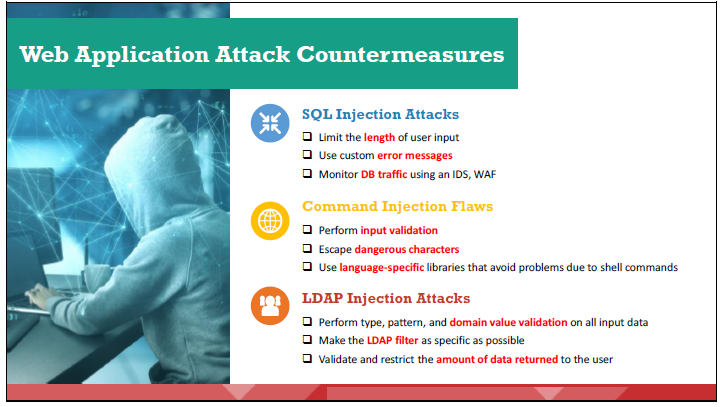 Web Application Attack Countermeasures
SQL Injection Attacks
Limit the length of user input
Use custom error messages
Monitor DB traffic using an IDS, WAF
Command Injection Flaws
Perform input validation
Escape dangerous characters
Use language-specific libraries that avoid problems due to shell commands
LDAP Injection Attacks
Perform type, pattern, and domain value validation on all input data
Make the LDAP filter as specific as possible
Validate and restrict the amount of data returned to the user